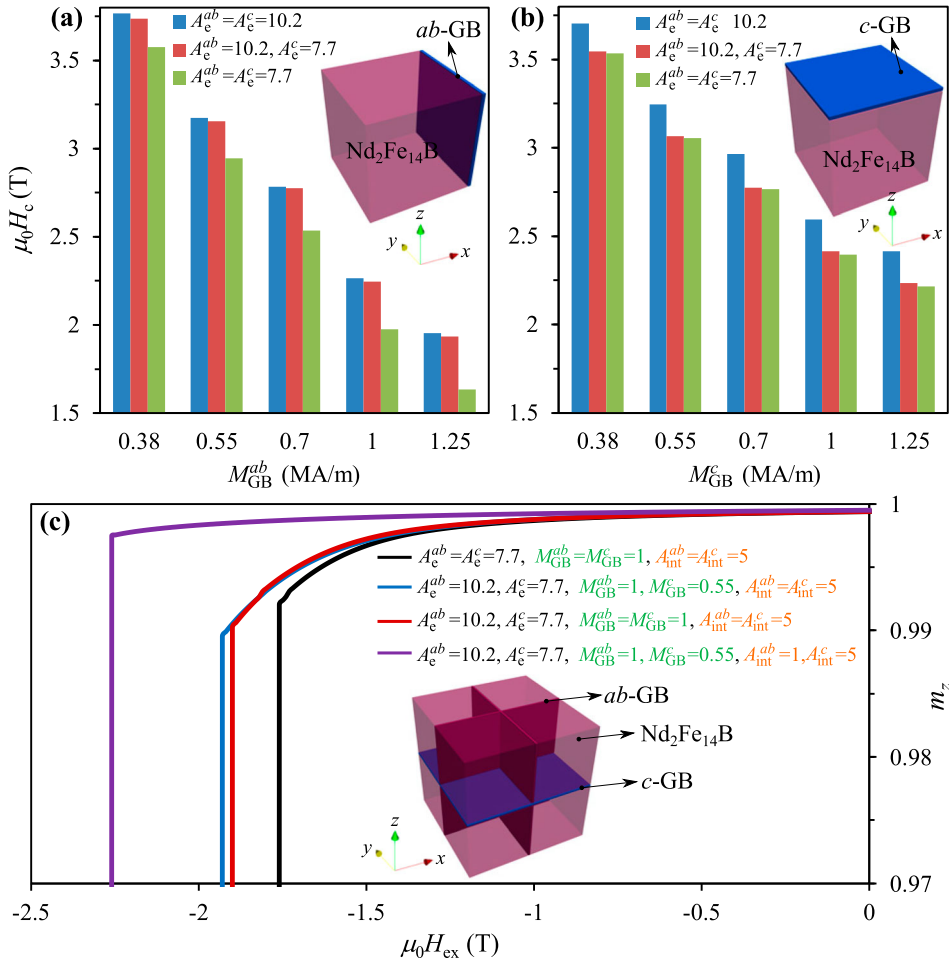 (a)
A_e^ab=A_e^c=10.2
A_e^ab=10.2, A_e^c=7.7
A_e^ab=A_e^c=7.7
ab-GB
Nd₂Fe₁₄B
z
y
x
μ₀H_c (T)
3.5
3
2.5
2
1.5
0.38 0.55 0.7 1 1.25
M_GB^ab (MA/m)
(b)
A_e^ab=A_e^c 10.2
A_e^ab=10.2, A_e^c=7.7
A_e^ab=A_e^c=7.7
c-GB
Nd₂Fe₁₄B
z
y
x
3.5
3
2.5
2
1.5
0.38 0.55 0.7 1 1.25
M_GB^c (MA/m)
(c)
A_e^ab=A_e^c=7.7, M_GB^ab=M_GB^c=1, A_int^ab=A_int^c=5
A_e^ab=10.2, A_e^c=7.7, M_GB^ab=1, M_GB^c=0.55, A_int^ab=A_int^c=5
A_e^ab=10.2, A_e^c=7.7, M_GB^ab=M_GB^c=1, A_int^ab=A_int^c=5
A_e^ab=10.2, A_e^c=7.7, M_GB^ab=1, M_GB^c=0.55, A_int^ab=1, A_int^c=5
ab-GB
Nd₂Fe₁₄B
c-GB
z
y
x
1
0.99
0.98
0.97
m_z
-2.5 -2 -1.5 -1 -0.5 0
μ₀H_ex (T)